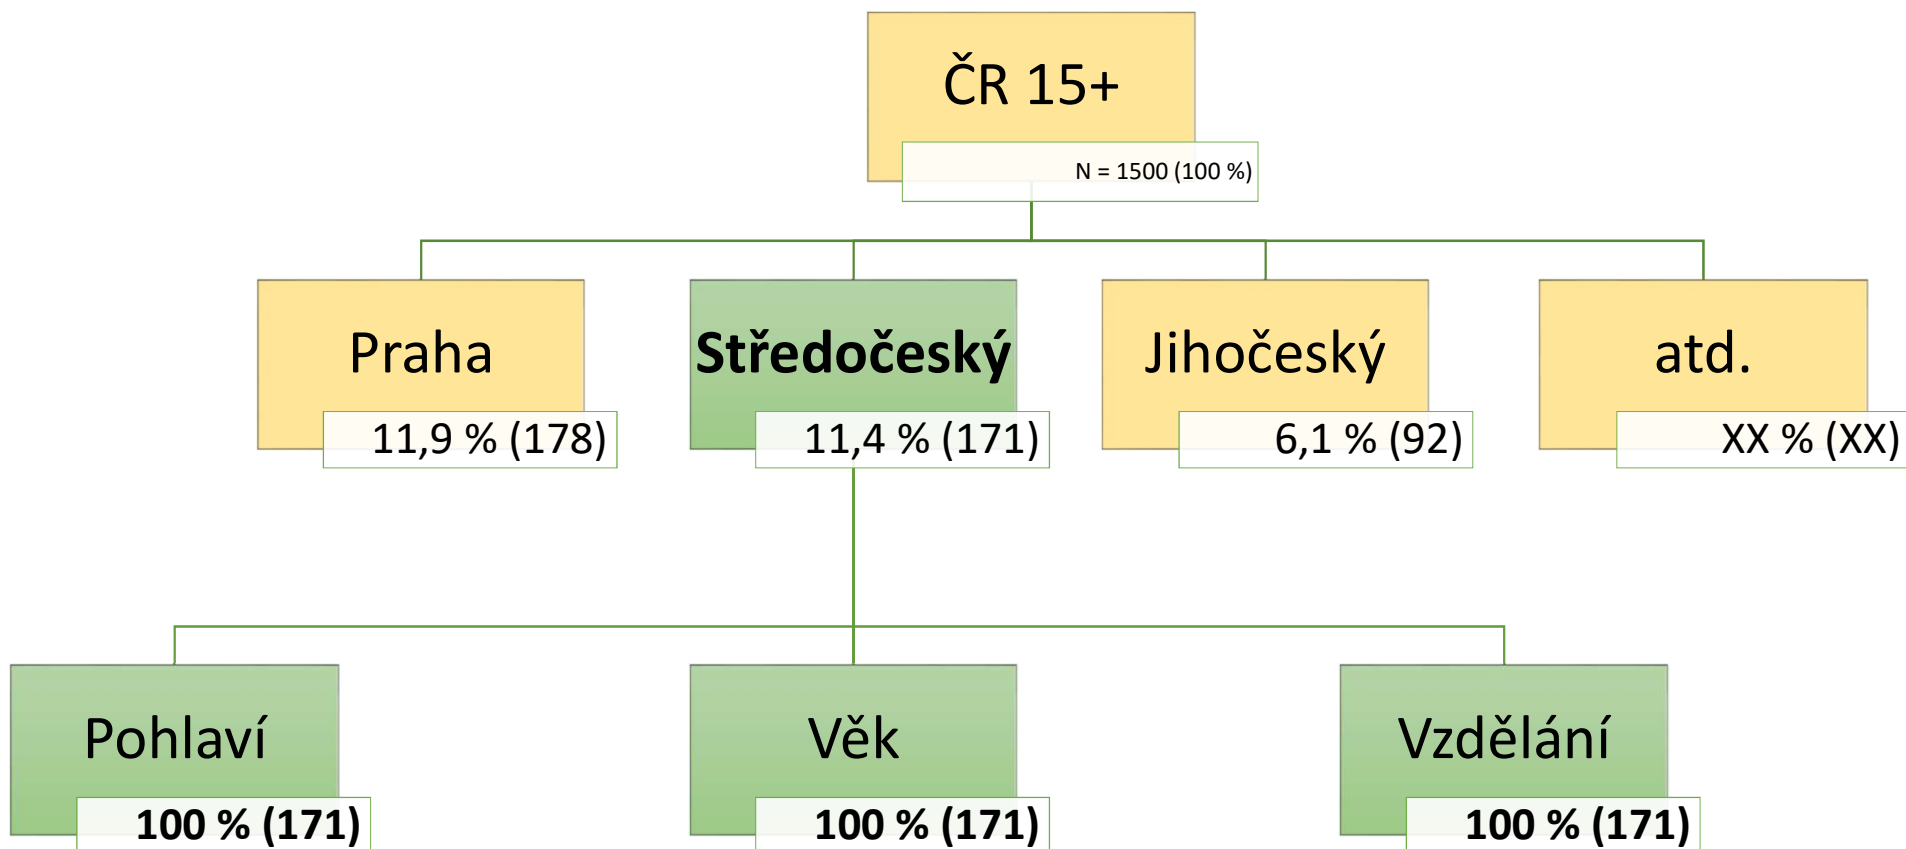 ČR 15+
N = 1500 (100 %)
Praha
11,9 % (178)
Středočeský
11,4 % (171)
Jihočeský
6,1 % (92)
atd.
XX % (XX)
Pohlaví
100 % (171)
Věk
100 % (171)
Vzdělání
100 % (171)